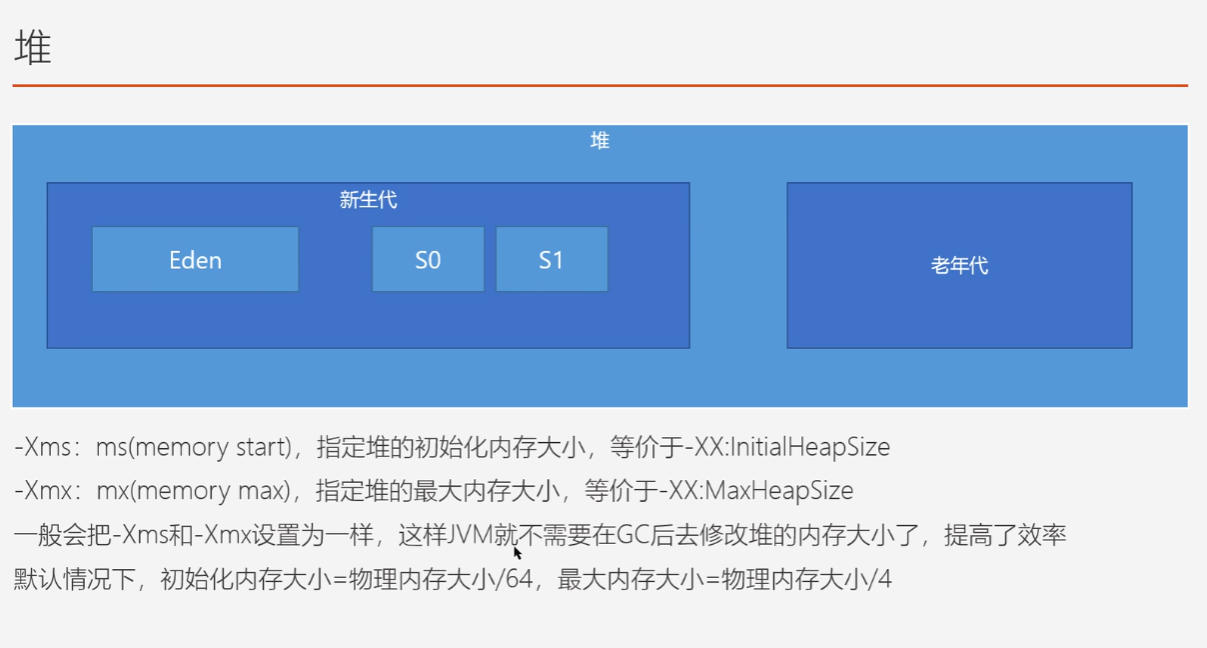 堆
堆
新生代
Eden
S0
S1
老年代
-Xms：ms(memory start)，指定堆的初始化内存大小，等价于-XX:InitialHeapSize
-Xmx：mx(memory max)，指定堆的最大内存大小，等价于-XX:MaxHeapSize
一般会把-Xms和-Xmx设置为一样，这样JVM就不需要在GC后去修改堆的内存大小了，提高了效率
默认情况下，初始化内存大小=物理内存大小/64，最大内存大小=物理内存大小/4